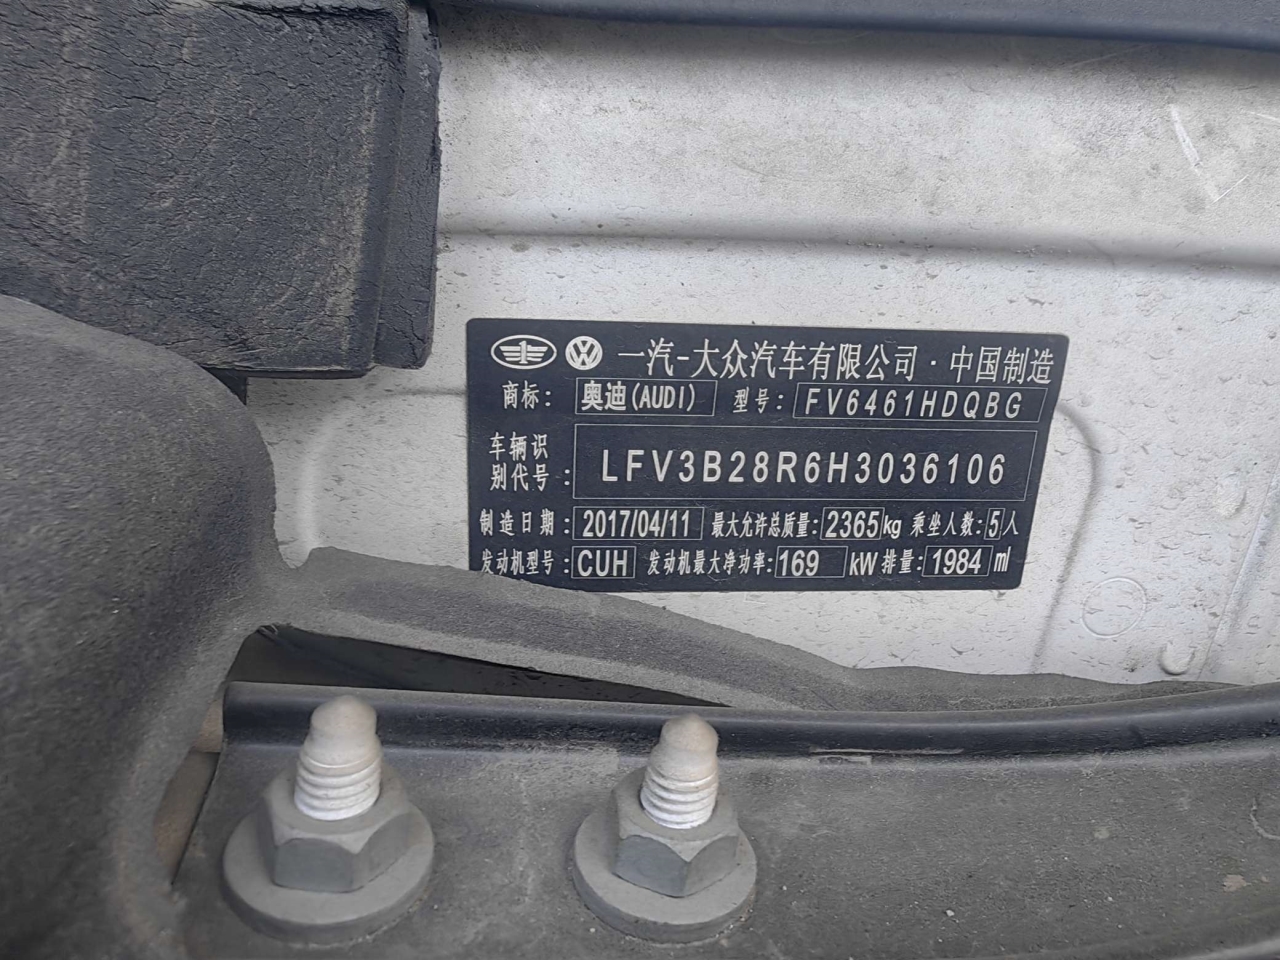 一汽-大众汽车有限公司·中国制造
商标: 奥迪(AUDI) 型号: FV6461HDQBG
车辆识
别代号: LFV3B28R6H3036106
制造日期: 2017/04/11 最大允许总质量: 2365kg 乘坐人数: 5人
发动机型号: CUH 发动机最大净功率: 169 kW 排量: 1984 ml